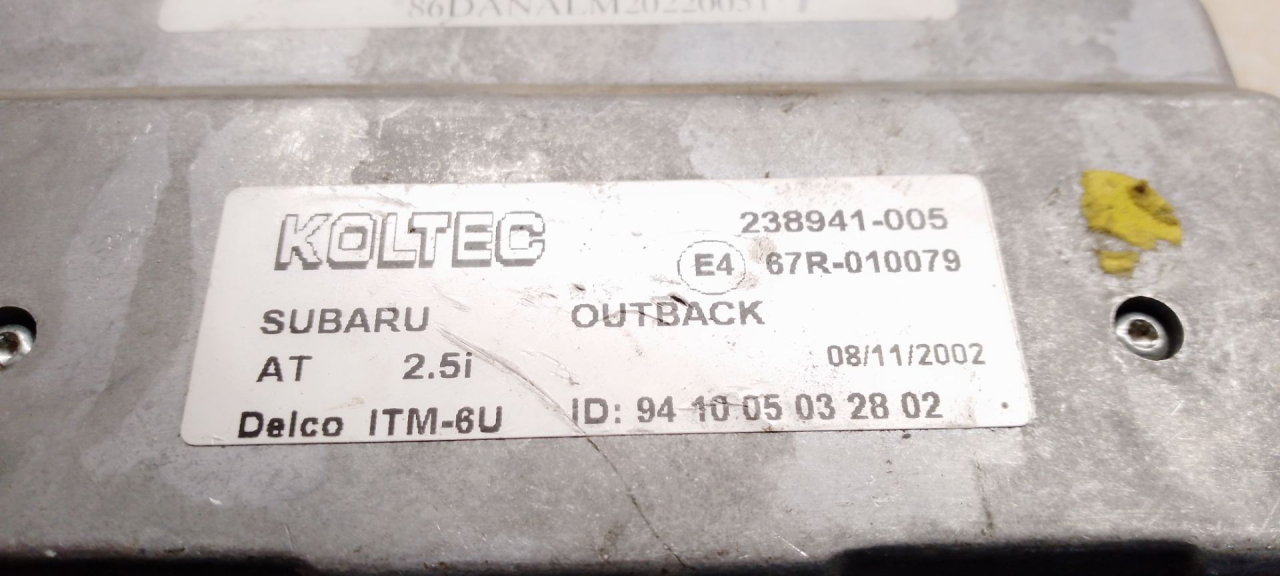 86DANALM20220051 T
KOLTEC 238941-005
E4 67R-010079
SUBARU OUTBACK
AT 2.5i 08/11/2002
Delco ITM-6U ID: 94 10 05 03 28 02